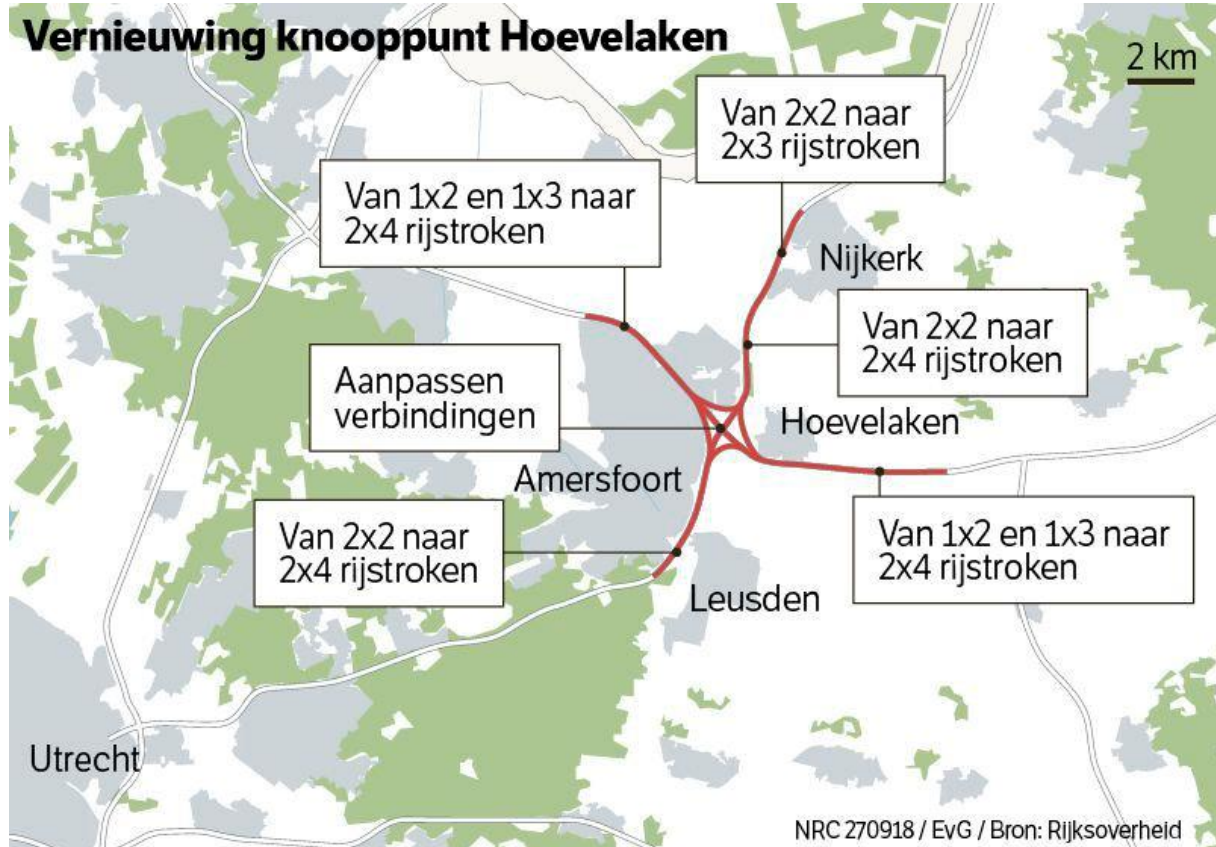 Vernieuwing knooppunt Hoevelaken
2 km
Van 2x2 naar
2x3 rijstroken
Van 1x2 en 1x3 naar
2x4 rijstroken
Nijkerk
Van 2x2 naar
2x4 rijstroken
Aanpassen
verbindingen
Hoevelaken
Amersfoort
Van 2x2 naar
2x4 rijstroken
Van 1x2 en 1x3 naar
2x4 rijstroken
Leusden
Utrecht
NRC 270918 / EvG / Bron: Rijksoverheid